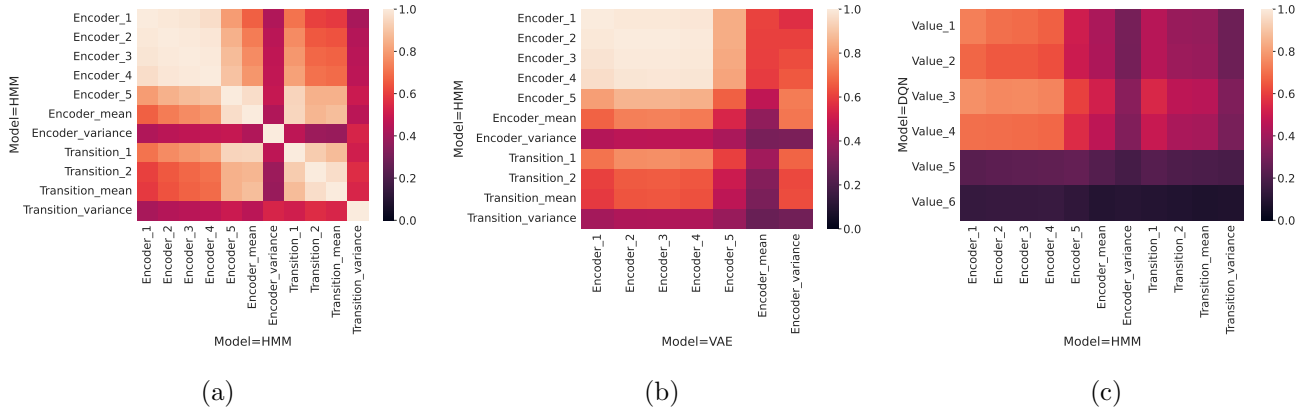 Model=HMM
Encoder_1
Encoder_2
Encoder_3
Encoder_4
Encoder_5
Encoder_mean
Encoder_variance
Transition_1
Transition_2
Transition_mean
Transition_variance
Encoder_1
Encoder_2
Encoder_3
Encoder_4
Encoder_5
Encoder_mean
Encoder_variance
Transition_1
Transition_2
Transition_mean
Transition_variance
Model=HMM
1.0
0.8
0.6
0.4
0.2
0.0
(a)
Model=HMM
Encoder_1
Encoder_2
Encoder_3
Encoder_4
Encoder_5
Encoder_mean
Encoder_variance
Transition_1
Transition_2
Transition_mean
Transition_variance
Encoder_1
Encoder_2
Encoder_3
Encoder_4
Encoder_5
Encoder_mean
Encoder_variance
Model=VAE
1.0
0.8
0.6
0.4
0.2
0.0
(b)
Model=DQN
Value_1
Value_2
Value_3
Value_4
Value_5
Value_6
Encoder_1
Encoder_2
Encoder_3
Encoder_4
Encoder_5
Encoder_mean
Encoder_variance
Transition_1
Transition_2
Transition_mean
Transition_variance
Model=HMM
1.0
0.8
0.6
0.4
0.2
0.0
(c)